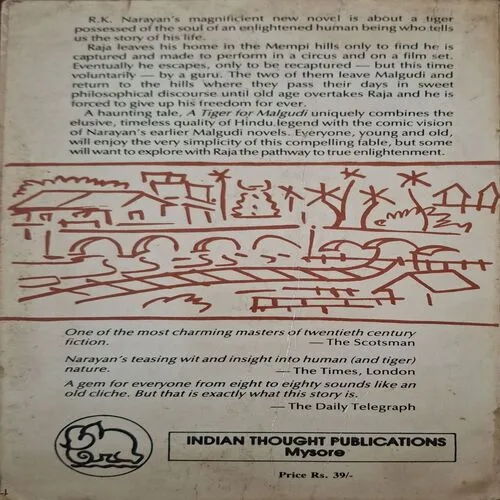 R.K. Narayan's magnificient new novel is about a tiger
possessed of the soul of an enlightened human being who tells
us the story of his life.
Raja leaves his home in the Mempi hills only to find he is
captured and made to perform in a circus and on a film set.
Eventually he escapes, only to be recaptured — but this time
voluntarily — by a guru. The two of them leave Malgudi and
return to the hills where they pass their days in sweet
philosophical discourse until old age overtakes Raja and he is
forced to give up his freedom for ever.
A haunting tale, A Tiger for Malgudi uniquely combines the
elusive, timeless quality of Hindu legend with the comic vision
of Narayan's earlier Malgudi novels. Everyone, young and old,
will enjoy the very simplicity of this compelling fable, but some
will want to explore with Raja the pathway to true enlightenment.
One of the most charming masters of twentieth century
fiction. — The Scotsman
Narayan's teasing wit and insight into human (and tiger)
nature. — The Times, London
A gem for everyone from eight to eighty sounds like an
old cliche. But that is exactly what this story is.
— The Daily Telegraph
INDIAN THOUGHT PUBLICATIONS
Mysore
Price Rs. 39/-